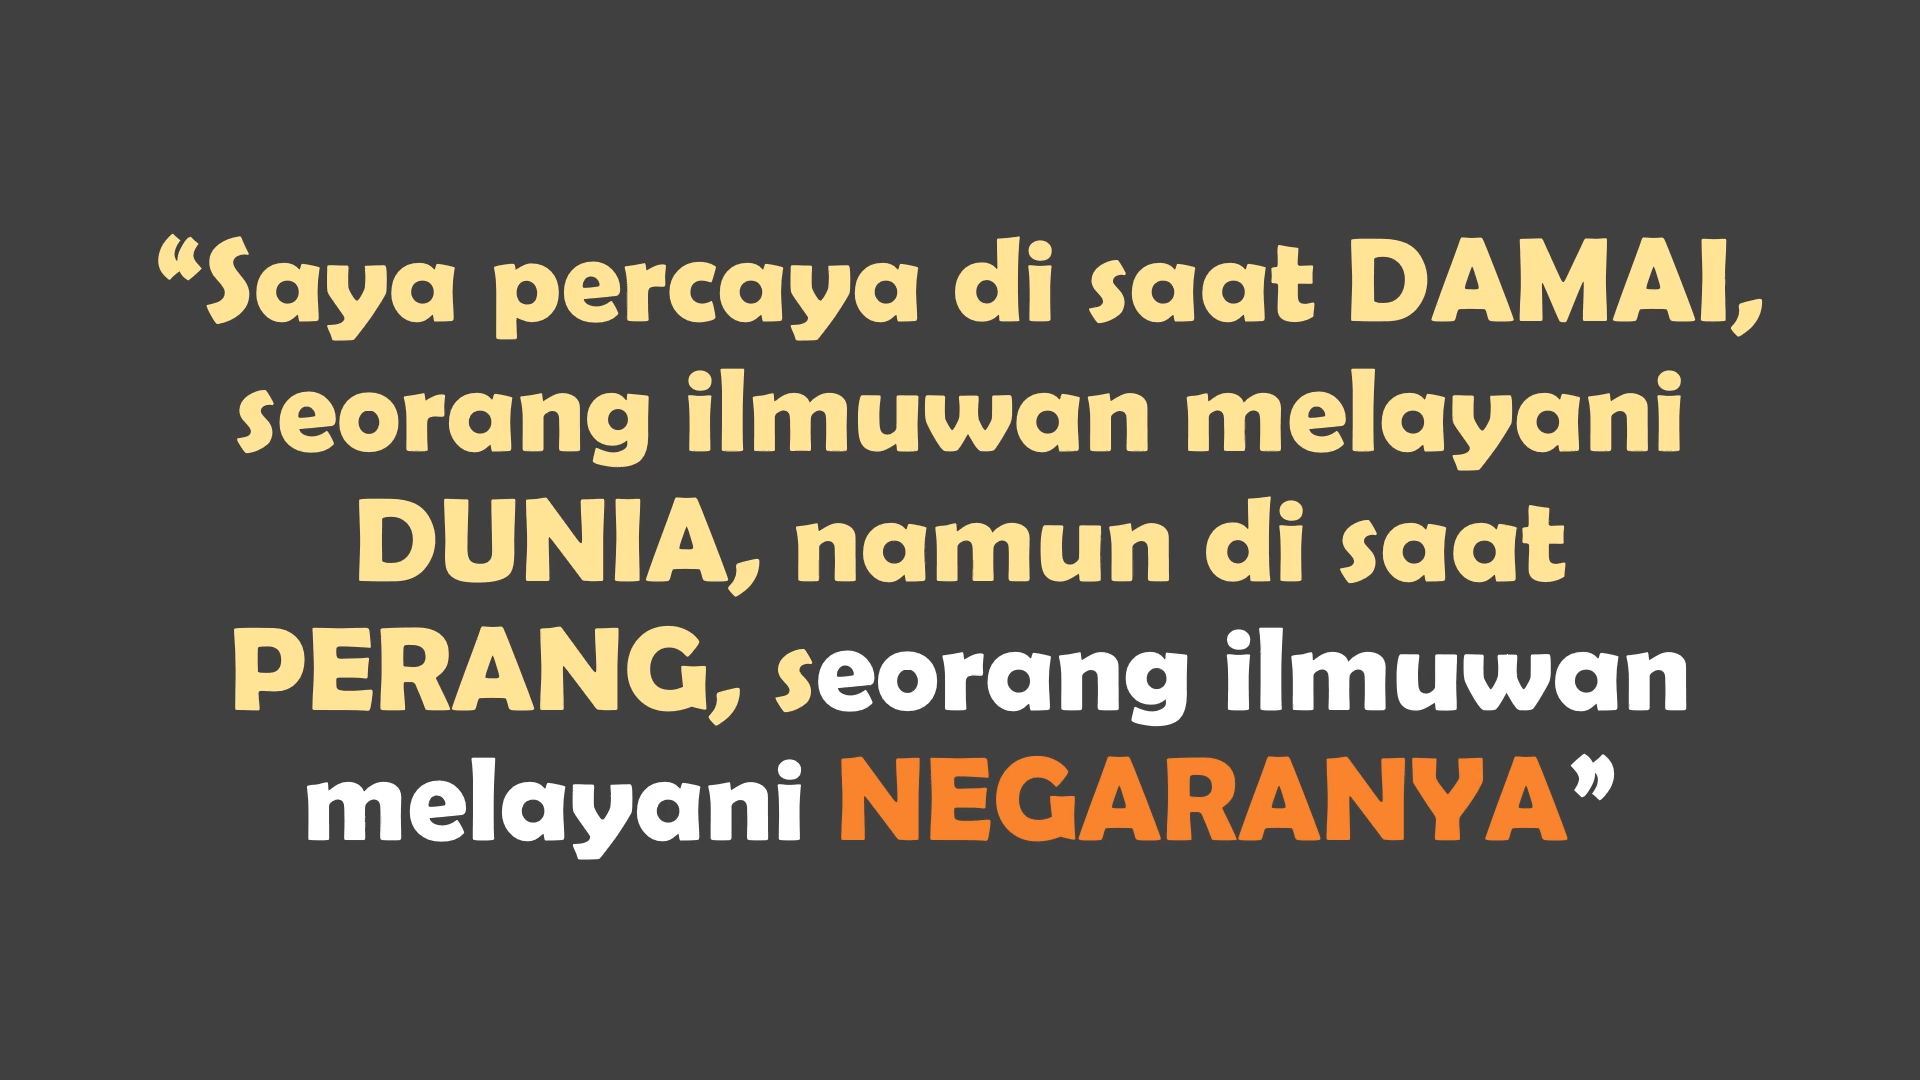 “Saya percaya di saat DAMAI,
seorang ilmuwan melayani
DUNIA, namun di saat
PERANG, seorang ilmuwan
melayani NEGARANYA”